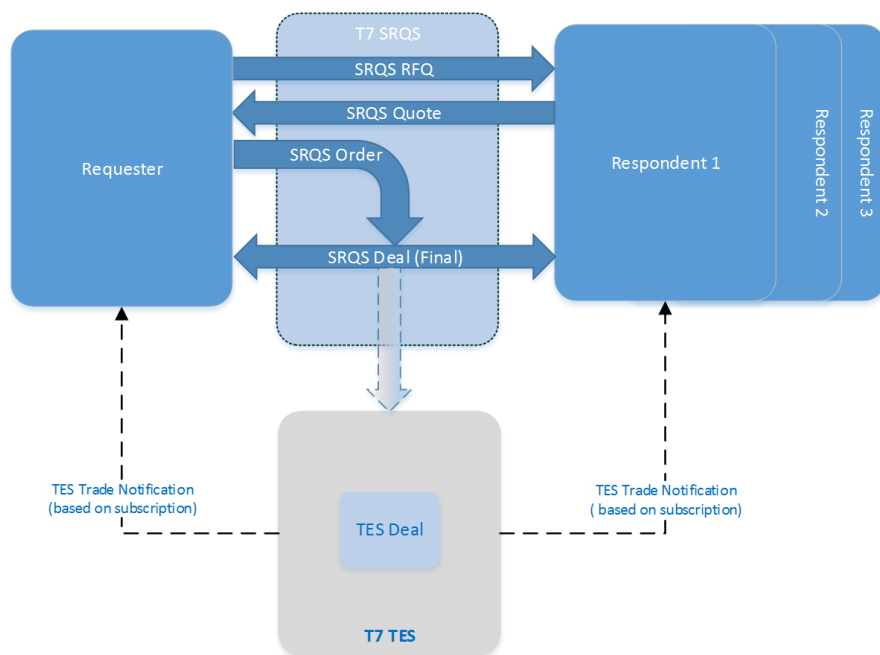 T7 SRQS
SRQS RFQ
SRQS Quote
SRQS Order
Requester
Respondent 1
Respondent 2
Respondent 3
SRQS Deal (Final)
TES Trade Notification
(based on subscription)
TES Trade Notification
( based on subscription)
TES Deal
T7 TES